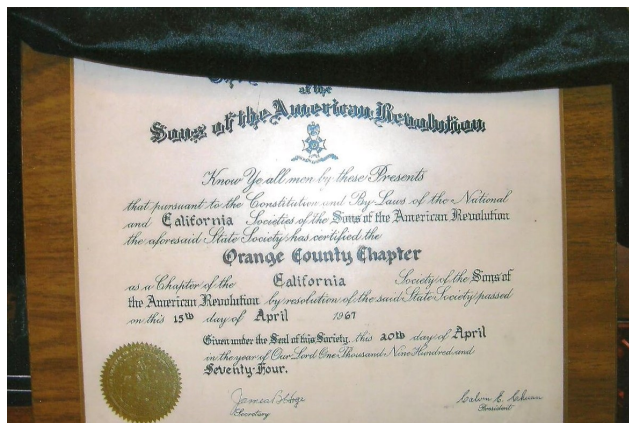 of the
Sons of the American Revolution
Know Ye all men by these Presents
that pursuant to the Constitution and By-Laws of the National
and California Societies of the Sons of the American Revolution
the aforesaid State Society has certified the
Orange County Chapter
as a Chapter of the California Society of the Sons of
the American Revolution by resolution of the said State Society passed
on this 15th day of April 1967
Given under the Seal of this Society, this 20th day of April
in the year of Our Lord One Thousand, Nine Hundred and
Seventy-Four.
Secretary President